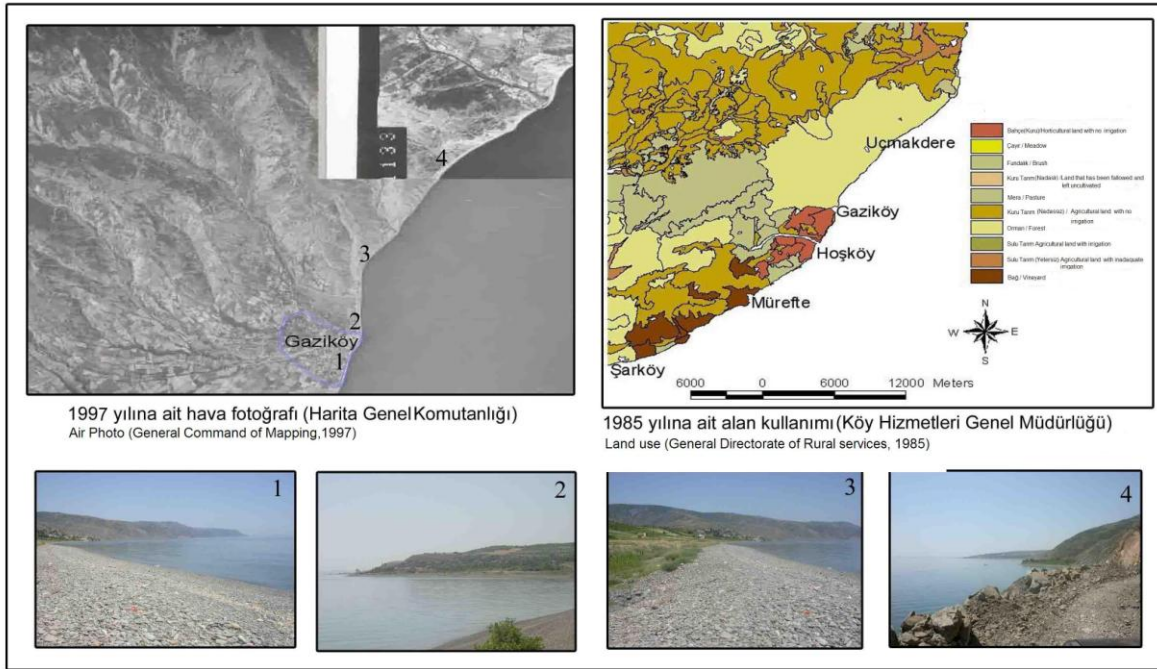 1133
4
3
2
Gaziköy
1
1997 yılına ait hava fotoğrafı (Harita Genel Komutanlığı)
Air Photo (General Command of Mapping,1997)
Uçmakdere
Gaziköy
Hoşköy
Mürefte
Şarköy
Bahçe(Kuru)/Horticultural land with no irrigation
Çayır / Meadow
Fundalık / Brush
Kuru Tarım(Nadaslı) /Land that has been fallowed and
left uncultivated
Mera / Pasture
Kuru Tarım (Nadassız) / Agricultural land with no
irrigation
Orman / Forest
Sulu Tarım Agricultural land with irrigation
Sulu Tarım (Yetersiz) Agricultural land with inadequate
irrigation
Bağ / Vineyard
N
W E
S
6000 0 6000 12000 Meters
1985 yılına ait alan kullanımı (Köy Hizmetleri Genel Müdürlüğü)
Land use (General Directorate of Rural services, 1985)
1
2
3
4